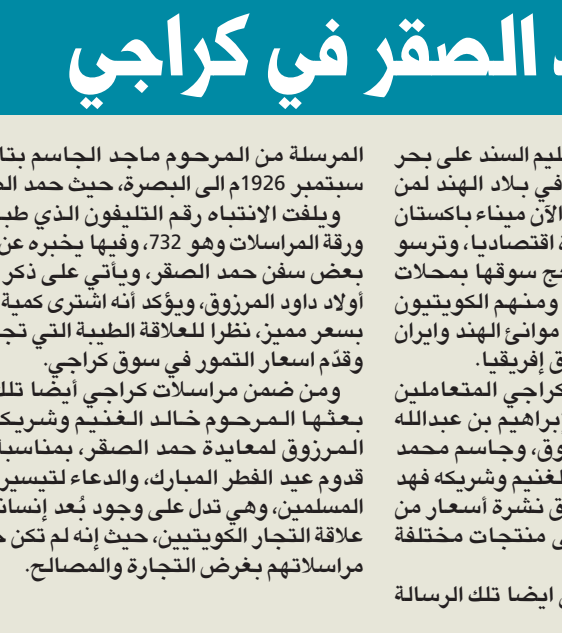 الصقر في كراجي
ليم السند على بحر
في بلاد الهند لمن
الآن ميناء باكستان
اقتصاديا، وترسو
عج سوقها بمحلات
ومنهم الكويتيون
موانئ الهند وايران
ق إفريقيا.
كراجي المتعاملين
براهيم بن عبدالله
وق، وجاسم محمد
لغنيم وشريكه فهد
ق نشرة أسعار من
ى منتجات مختلفة
ايضا تلك الرسالة
المرسلة من المرحوم ماجد الجاسم بتا
سبتمبر 1926م الى البصرة، حيث حمد الص
ويلفت الانتباه رقم التليفون الذي طب
ورقة المراسلات وهو 732، وفيها يخبره عن
بعض سفن حمد الصقر، ويأتي على ذكر
أولاد داود المرزوق، ويؤكد أنه اشترى كمية
بسعر مميز، نظرا للعلاقة الطيبة التي تج
وقدّم اسعار التمور في سوق كراجي.
ومن ضمن مراسلات كراجي أيضا تلك
بعثها المرحوم خالد الغنيم وشريك
المرزوق لمعايدة حمد الصقر، بمناسبة
قدوم عيد الفطر المبارك، والدعاء لتيسير
المسلمين، وهي تدل على وجود بُعد إنسان
علاقة التجار الكويتيين، حيث إنه لم تكن
مراسلاتهم بغرض التجارة والمصالح.